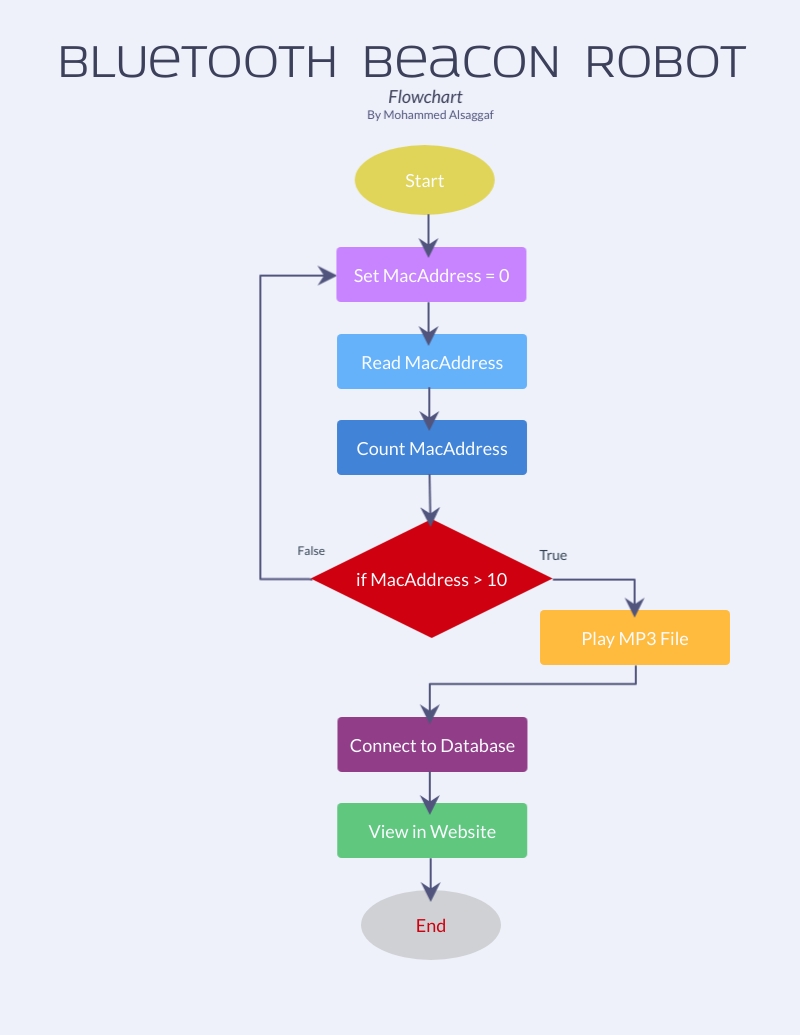 BLUeTOOTH BeaCON ROBOT
Flowchart
By Mohammed Alsaggaf
Start
Set MacAddress = 0
Read MacAddress
Count MacAddress
False
True
if MacAddress > 10
Play MP3 File
Connect to Database
View in Website
End